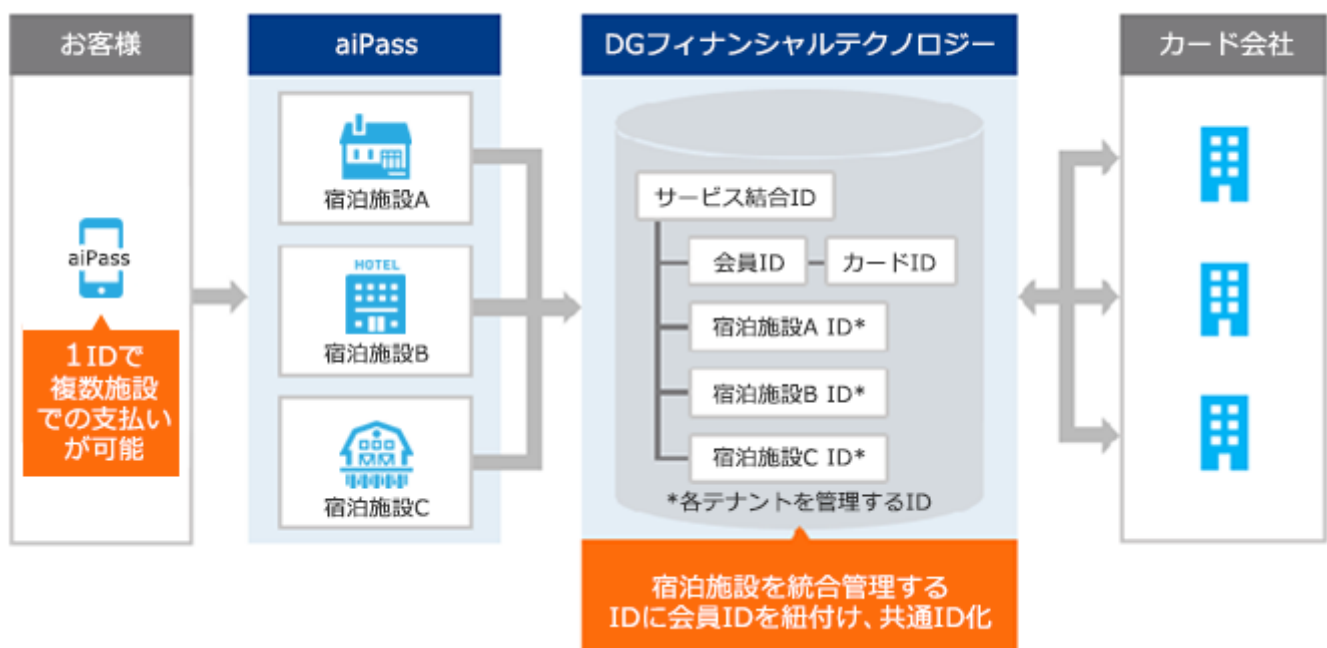 お客様
aiPass
DGフィナンシャルテクノロジー
カード会社
aiPass
1IDで
複数施設
での支払い
が可能
宿泊施設A
HOTEL
宿泊施設B
宿泊施設C
サービス結合ID
会員ID
カードID
宿泊施設A ID*
宿泊施設B ID*
宿泊施設C ID*
*各テナントを管理するID
宿泊施設を統合管理する
IDに会員IDを紐付け、共通ID化